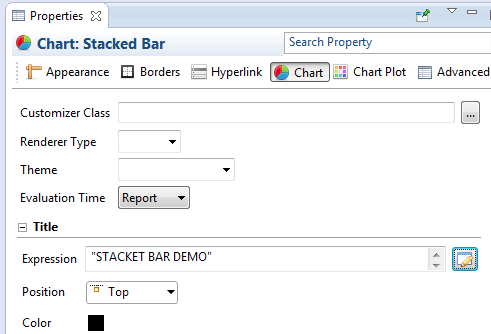 Properties
Chart: Stacked Bar
Search Property
Appearance Borders Hyperlink Chart Chart Plot Advanced
Customizer Class ...
Renderer Type
Theme
Evaluation Time Report
Title
Expression "STACKET BAR DEMO"
Position Top
Color